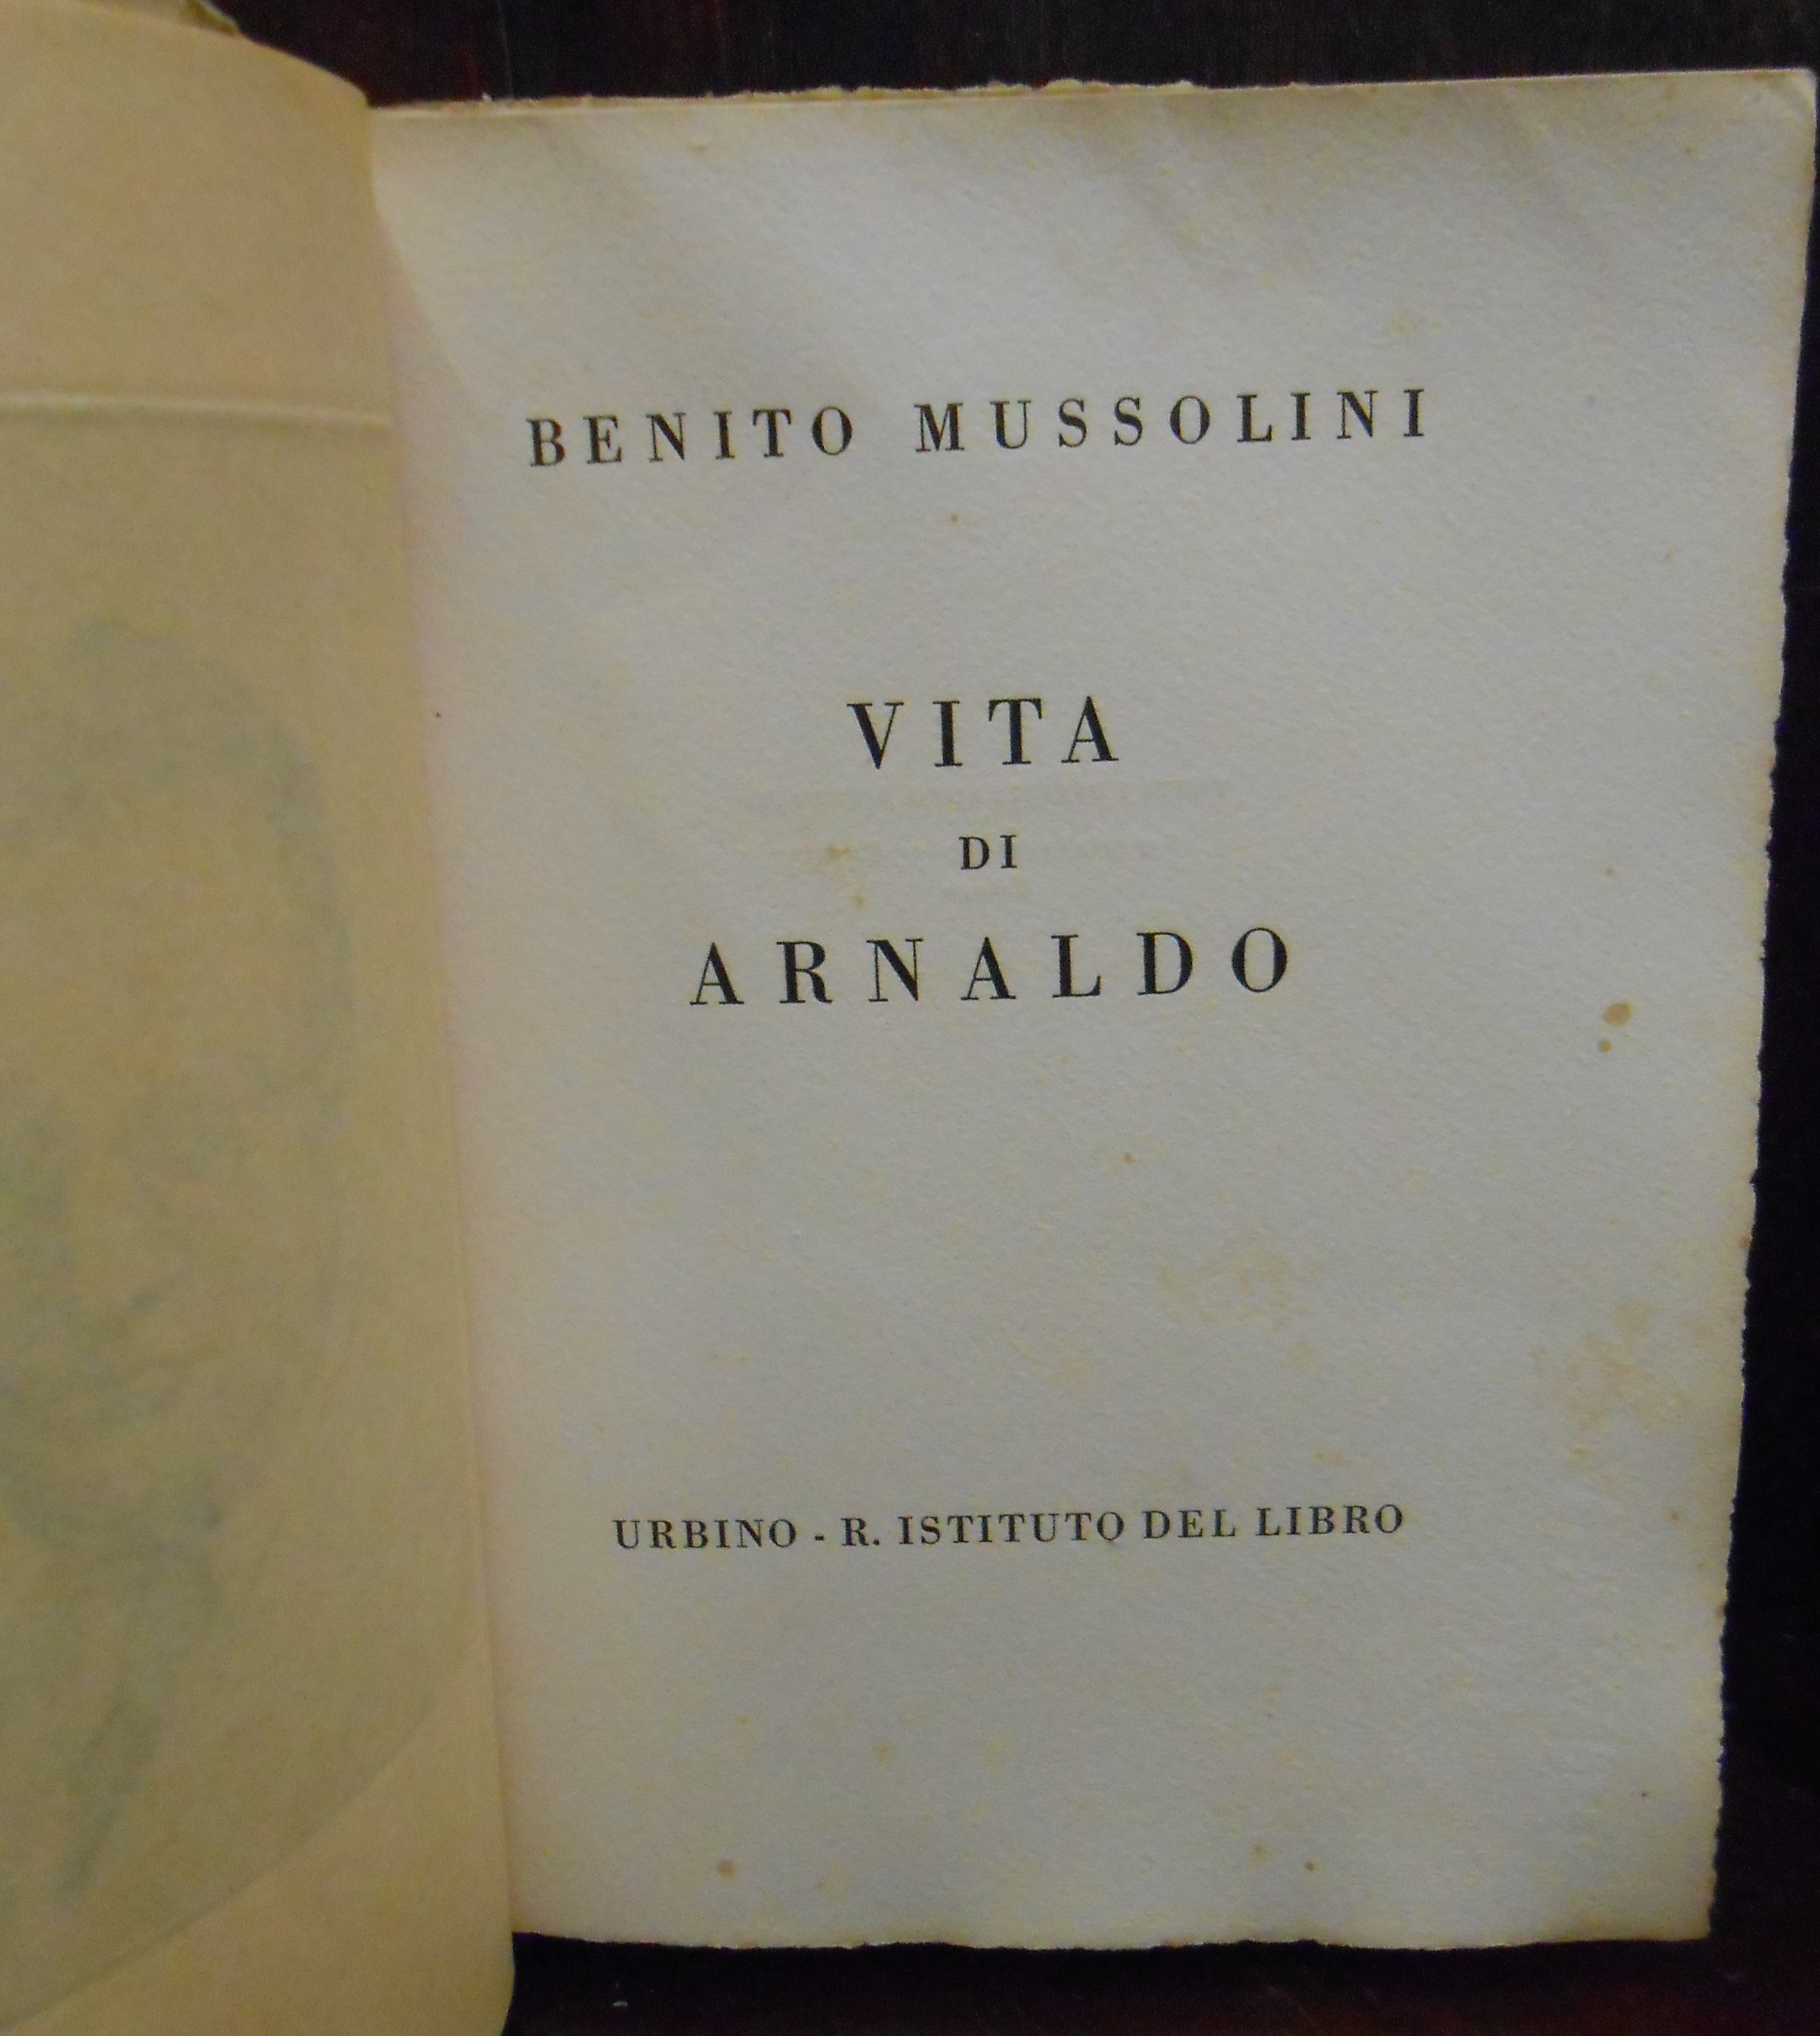 BENITO MUSSOLINI
VITA
DI
ARNALDO
URBINO - R. ISTITUTO DEL LIBRO